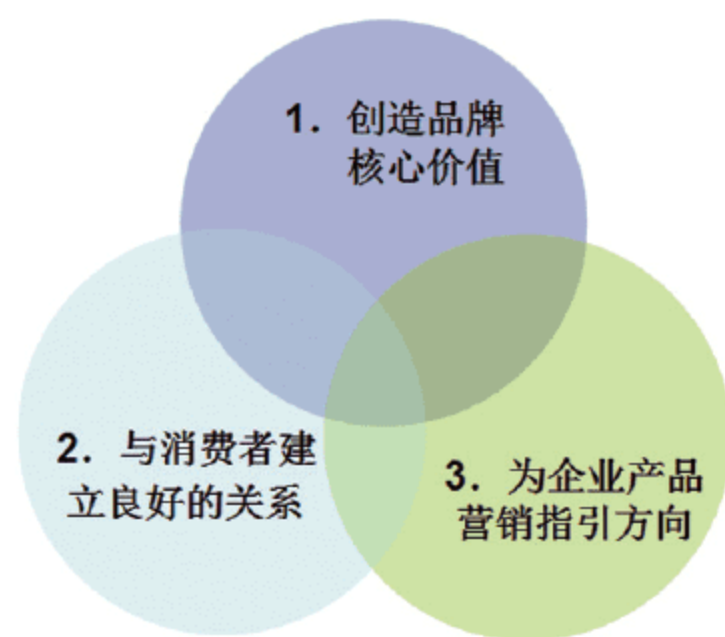 1. 创造品牌
核心价值
2. 与消费者建
立良好的关系
3. 为企业产品
营销指引方向